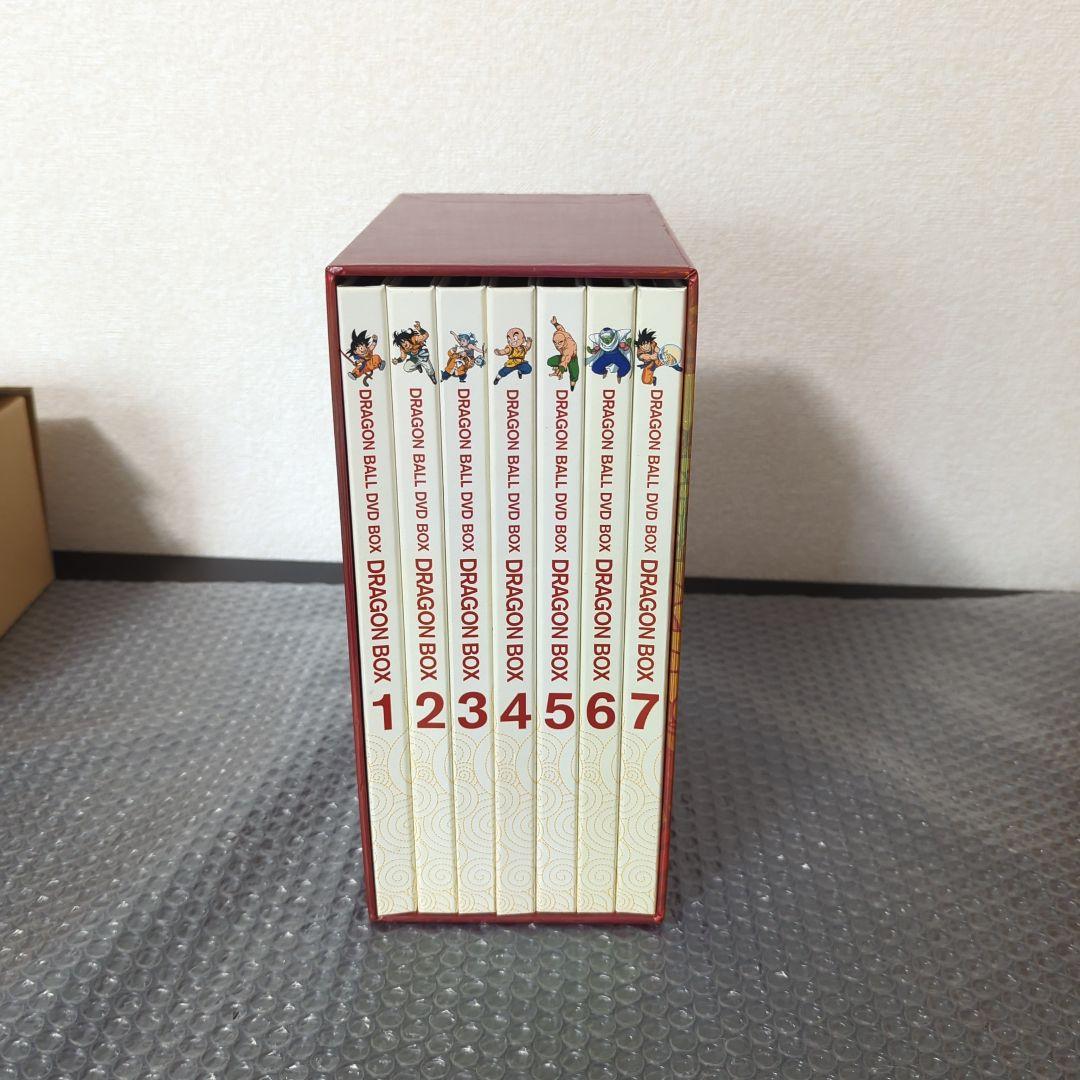 DRAGON BALL DVD BOX DRAGON BOX 1
DRAGON BALL DVD BOX DRAGON BOX 2
DRAGON BALL DVD BOX DRAGON BOX 3
DRAGON BALL DVD BOX DRAGON BOX 4
DRAGON BALL DVD BOX DRAGON BOX 5
DRAGON BALL DVD BOX DRAGON BOX 6
DRAGON BALL DVD BOX DRAGON BOX 7